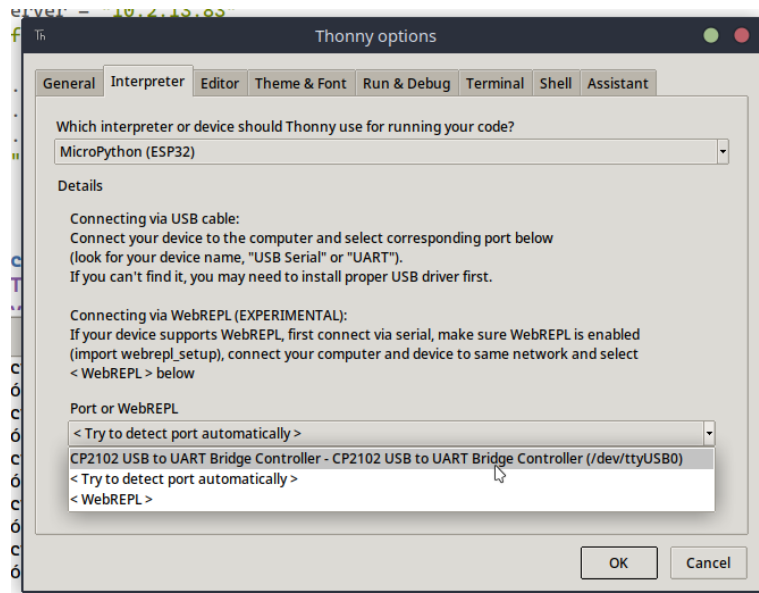 erver = "10.2.13.83"
Thonny options
General Interpreter Editor Theme & Font Run & Debug Terminal Shell Assistant
Which interpreter or device should Thonny use for running your code?
MicroPython (ESP32)
Details
Connecting via USB cable:
Connect your device to the computer and select corresponding port below
(look for your device name, "USB Serial" or "UART").
If you can't find it, you may need to install proper USB driver first.
Connecting via WebREPL (EXPERIMENTAL):
If your device supports WebREPL, first connect via serial, make sure WebREPL is enabled
(import webrepl_setup), connect your computer and device to same network and select
< WebREPL > below
Port or WebREPL
< Try to detect port automatically >
CP2102 USB to UART Bridge Controller - CP2102 USB to UART Bridge Controller (/dev/ttyUSB0)
< Try to detect port automatically >
< WebREPL >
OK Cancel